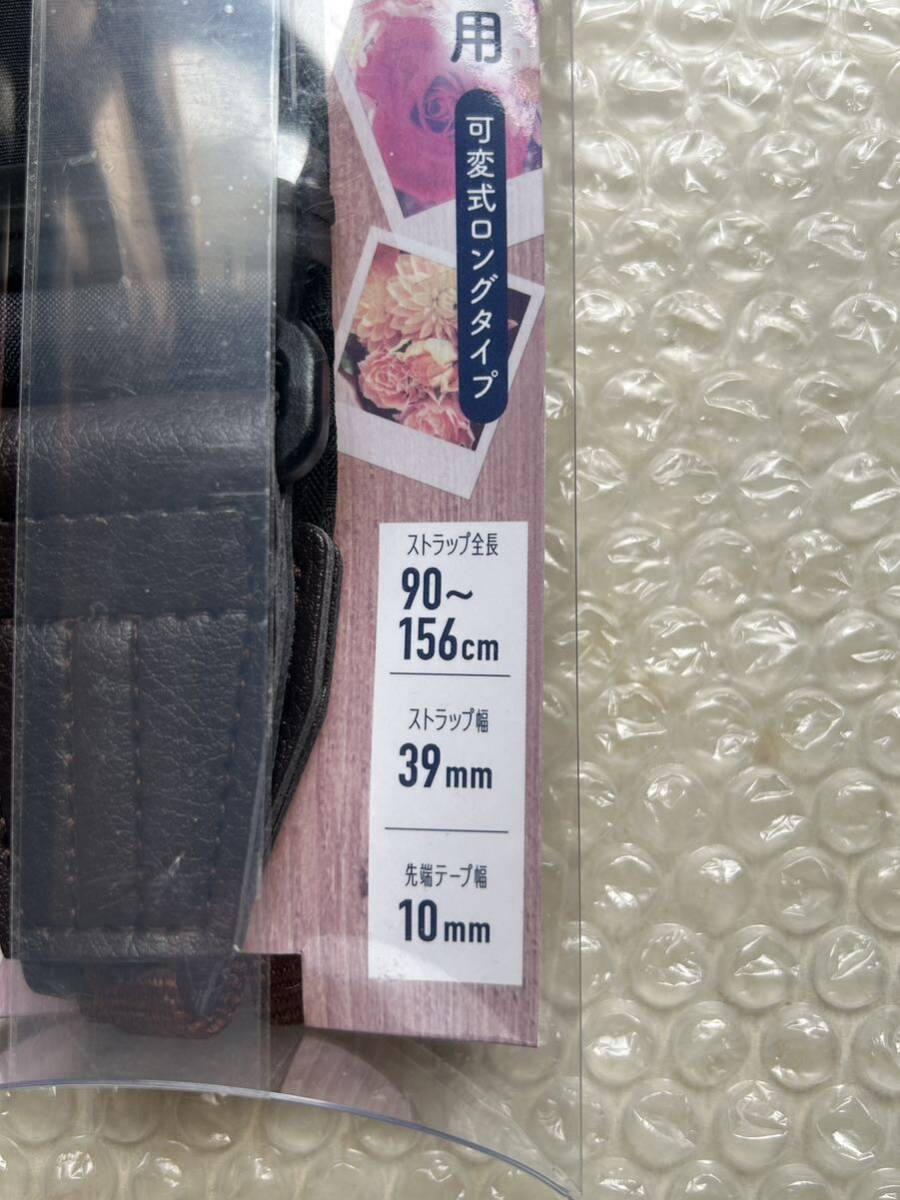 用
可変式ロングタイプ
ストラップ全長
90～
156cm
ストラップ幅
39mm
先端テープ幅
10mm